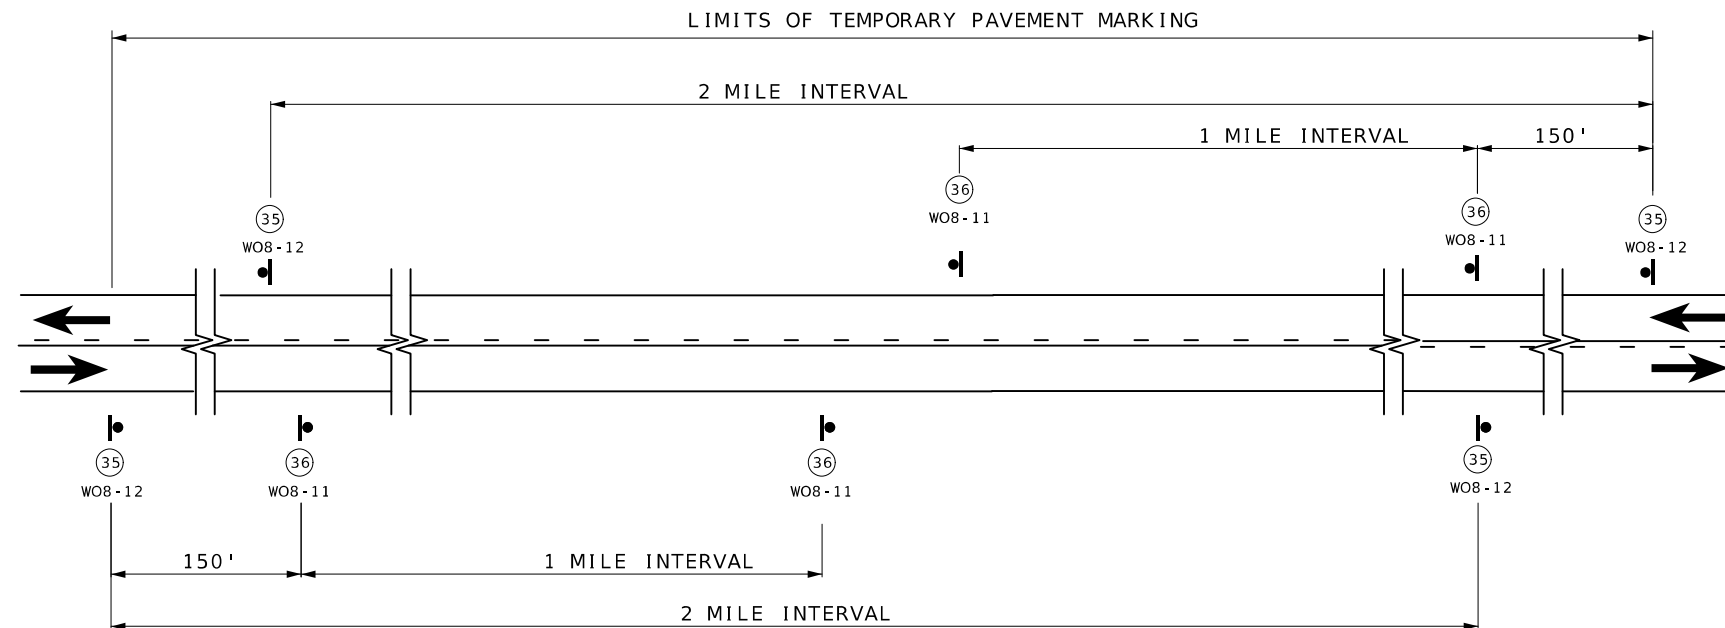 LIMITS OF TEMPORARY PAVEMENT MARKING
2 MILE INTERVAL
1 MILE INTERVAL 150'
36
WO8-11
35
WO8-12
36
WO8-11
35
WO8-12
35
WO8-12
36
WO8-11
36
WO8-11
35
WO8-12
150' 1 MILE INTERVAL
2 MILE INTERVAL